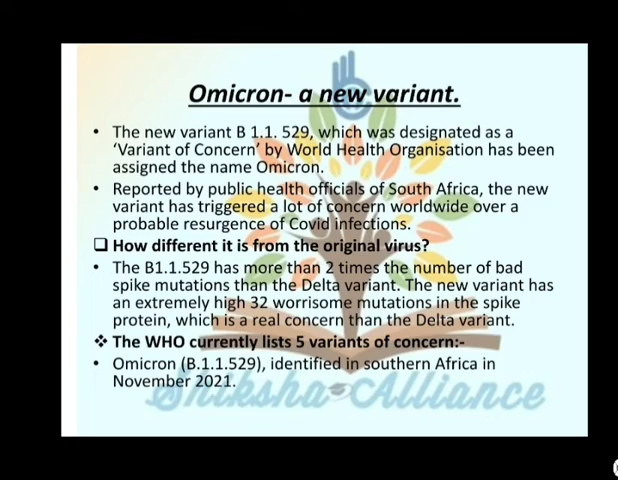 Omicron- a new variant.
• The new variant B 1.1. 529, which was designated as a
'Variant of Concern' by World Health Organisation has been
assigned the name Omicron.
• Reported by public health officials of South Africa, the new
variant has triggered a lot of concern worldwide over a
probable resurgence of Covid infections.
❑ How different it is from the original virus?
• The B1.1.529 has more than 2 times the number of bad
spike mutations than the Delta variant. The new variant has
an extremely high 32 worrisome mutations in the spike
protein, which is a real concern than the Delta variant.
❖ The WHO currently lists 5 variants of concern:-
• Omicron (B.1.1.529), identified in southern Africa in
November 2021.
Shiksha Alliance